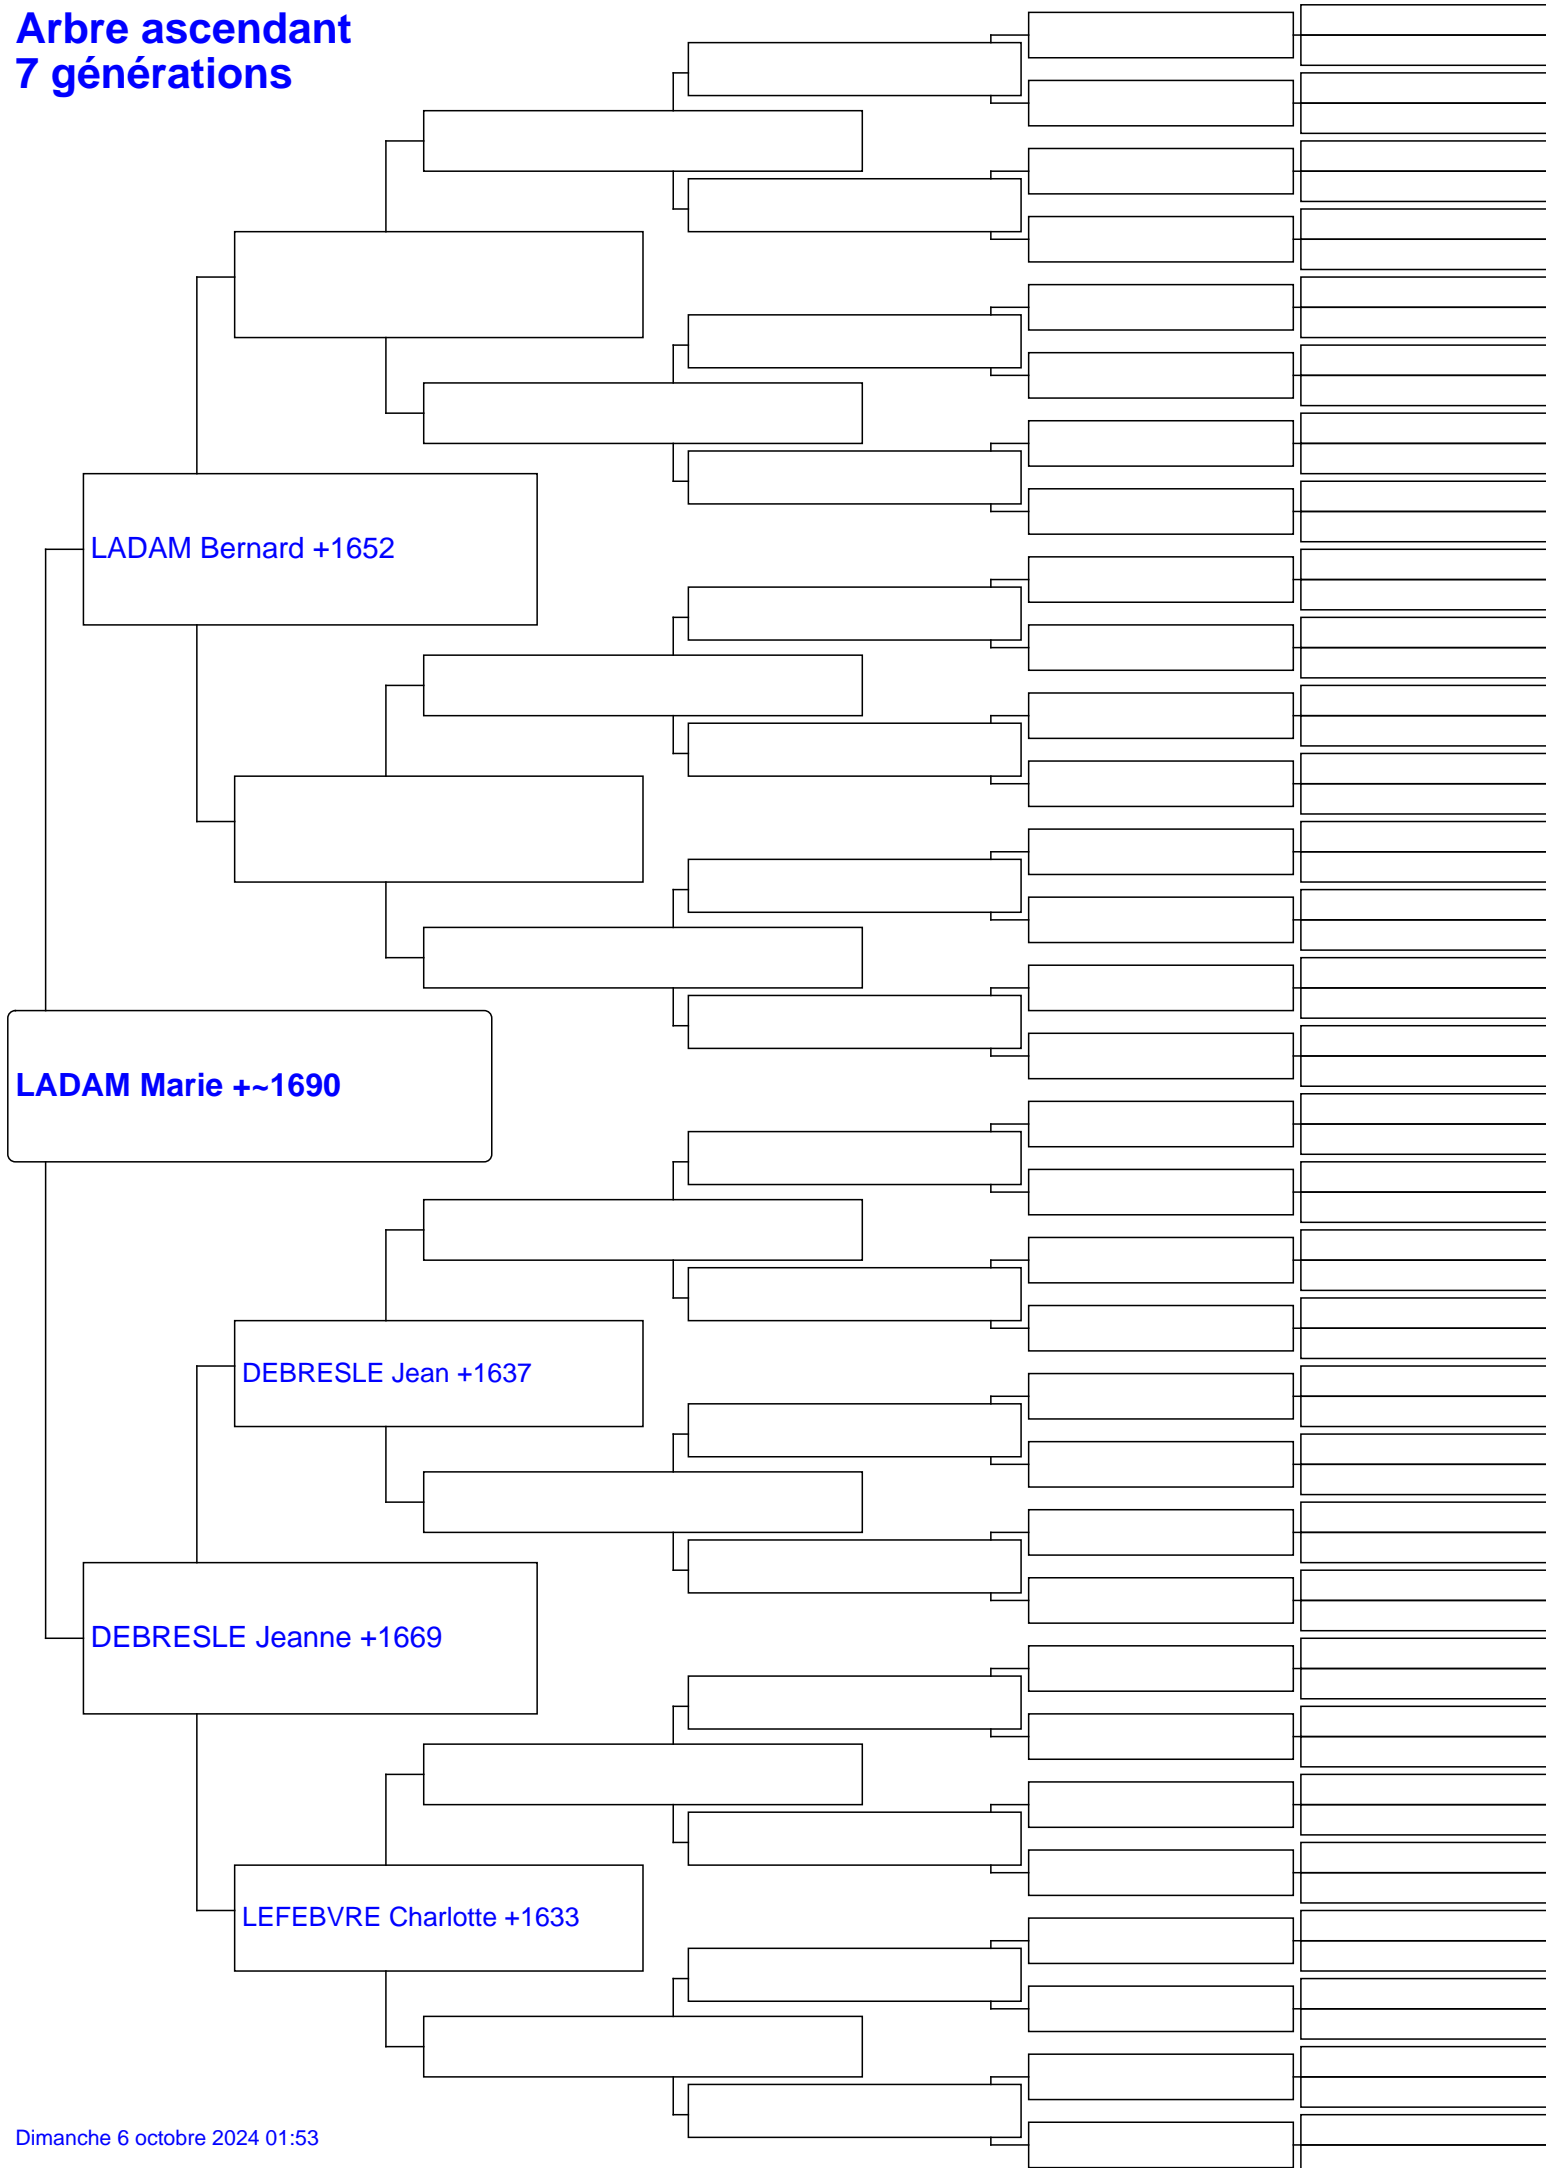 Arbre ascendant
7 générations
LADAM Bernard +1652
LADAM Marie +~1690
DEBRESLE Jean +1637
DEBRESLE Jeanne +1669
LEFEBVRE Charlotte +1633
Dimanche 6 octobre 2024 01:53